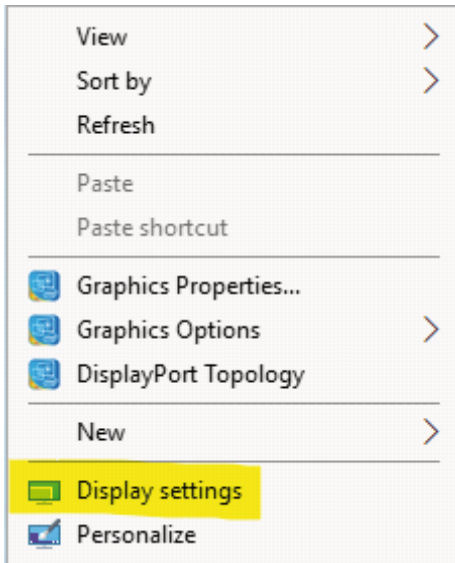 View
Sort by
Refresh
Paste
Paste shortcut
Graphics Properties...
Graphics Options
DisplayPort Topology
New
Display settings
Personalize